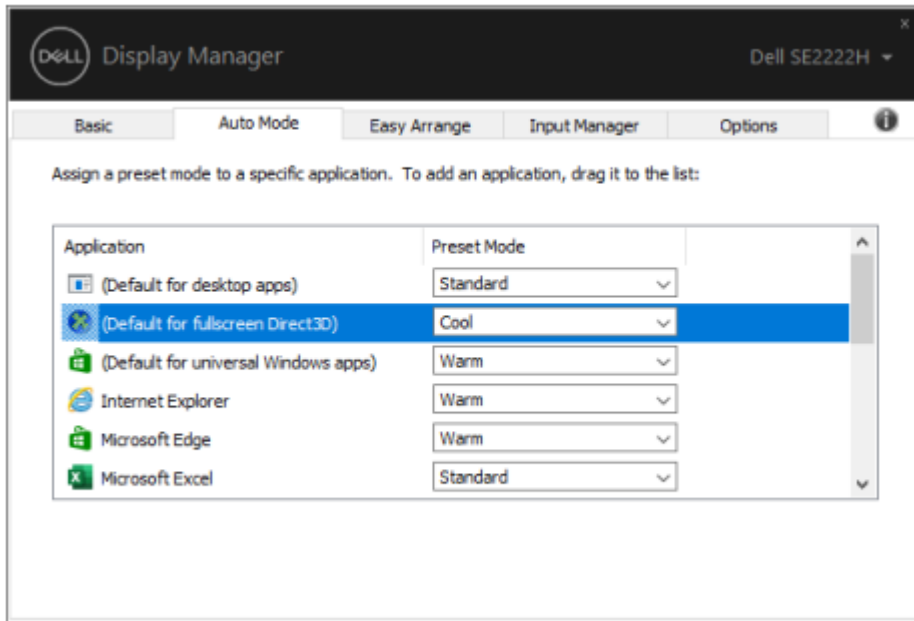 DELL Display Manager Dell SE2222H
Basic Auto Mode Easy Arrange Input Manager Options
Assign a preset mode to a specific application. To add an application, drag it to the list:
Application Preset Mode
(Default for desktop apps) Standard
(Default for fullscreen Direct3D) Cool
(Default for universal Windows apps) Warm
Internet Explorer Warm
Microsoft Edge Warm
Microsoft Excel Standard